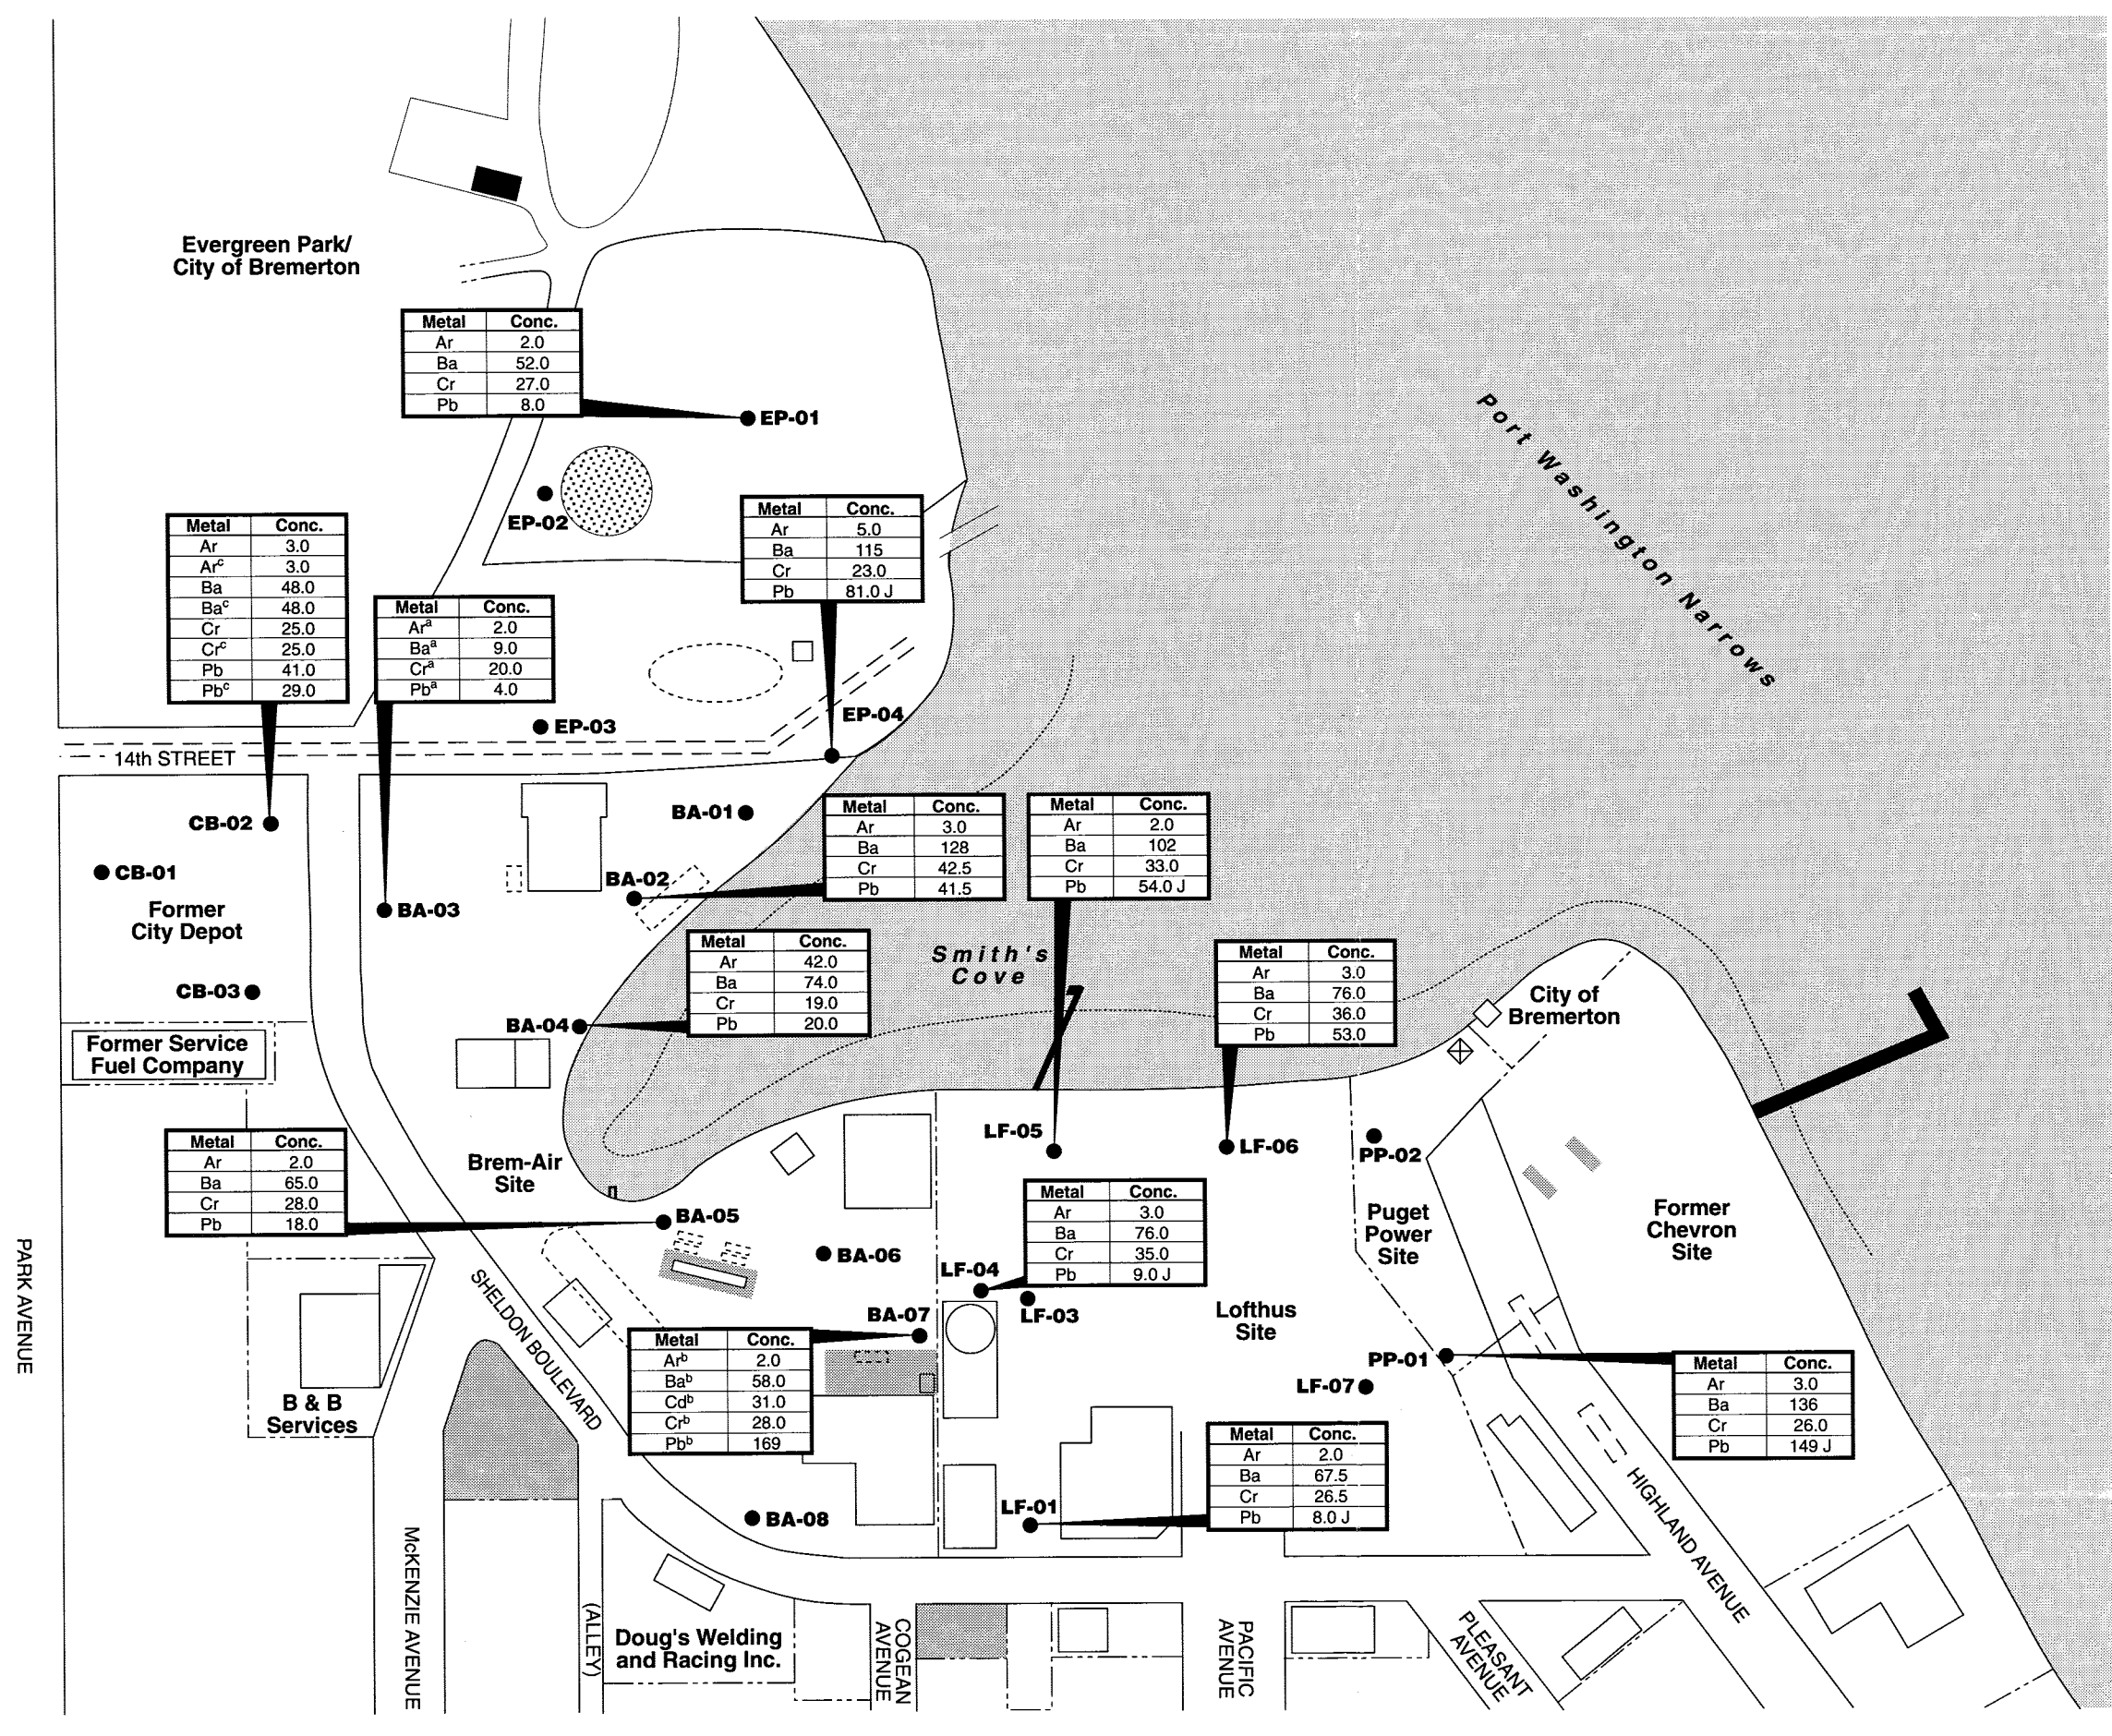 Evergreen Park/
City of Bremerton
Metal Conc.
Ar 2.0
Ba 52.0
Cr 27.0
Pb 8.0
EP-01
Port Washington Narrows
EP-02
Metal Conc.
Ar 5.0
Ba 115
Cr 23.0
Pb 81.0 J
EP-04
Metal Conc.
Ar 3.0
Arᶜ 3.0
Ba 48.0
Baᶜ 48.0
Cr 25.0
Crᶜ 25.0
Pb 41.0
Pbᶜ 29.0
Metal Conc.
Arᵃ 2.0
Baᵃ 9.0
Crᵃ 20.0
Pbᵃ 4.0
EP-03
14th STREET
CB-02
CB-01
Former
City Depot
CB-03
BA-03
BA-01
BA-02
Metal Conc.
Ar 3.0
Ba 128
Cr 42.5
Pb 41.5
Metal Conc.
Ar 2.0
Ba 102
Cr 33.0
Pb 54.0 J
Smith's
Cove
BA-04
Metal Conc.
Ar 42.0
Ba 74.0
Cr 19.0
Pb 20.0
Metal Conc.
Ar 3.0
Ba 76.0
Cr 36.0
Pb 53.0
City of
Bremerton
Former Service
Fuel Company
LF-05
LF-06
PP-02
Metal Conc.
Ar 2.0
Ba 65.0
Cr 28.0
Pb 18.0
Brem-Air
Site
BA-05
BA-06
Metal Conc.
Ar 3.0
Ba 76.0
Cr 35.0
Pb 9.0 J
LF-04
LF-03
Puget
Power
Site
Former
Chevron
Site
PARK AVENUE
SHELDON BOULEVARD
BA-07
Metal Conc.
Arᵇ 2.0
Baᵇ 58.0
Cdᵇ 31.0
Crᵇ 28.0
Pbᵇ 169
Lofthus
Site
PP-01
LF-07
Metal Conc.
Ar 3.0
Ba 136
Cr 26.0
Pb 149 J
B & B
Services
Metal Conc.
Ar 2.0
Ba 67.5
Cr 26.5
Pb 8.0 J
LF-01
BA-08
HIGHLAND AVENUE
McKENZIE AVENUE
(ALLEY)
Doug's Welding
and Racing Inc.
COGEAN
AVENUE
PACIFIC
AVENUE
PLEASANT
AVENUE